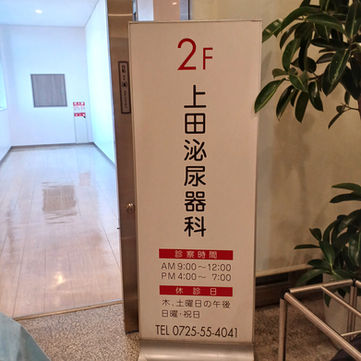 2F
上田泌尿器科
診察時間
AM 9:00～12:00
PM 4:00～ 7:00
休診日
木、土曜日の午後
日曜・祝日
TEL 0725-55-4041